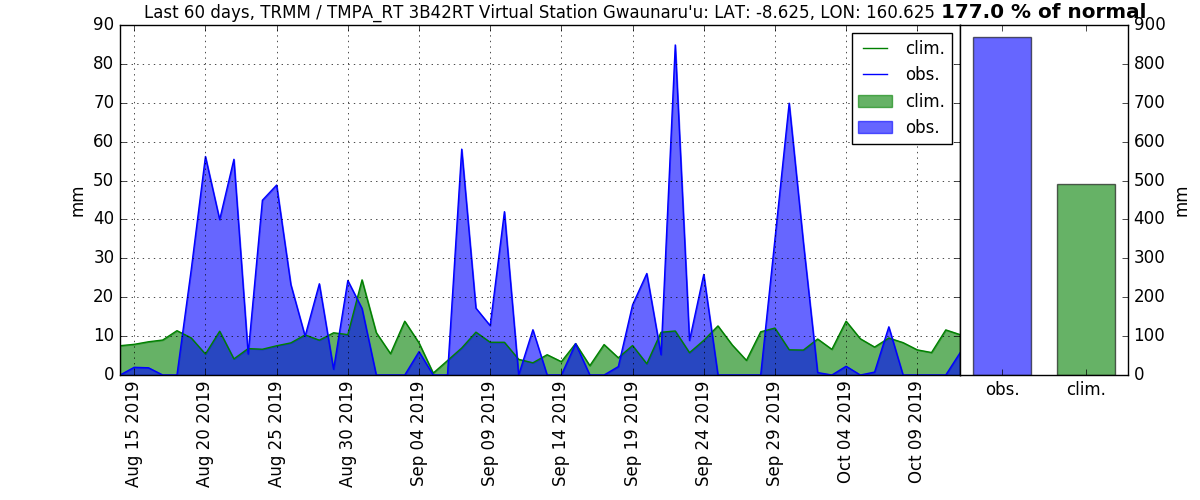 Last 60 days, TRMM / TMPA_RT 3B42RT Virtual Station Gwaunaru'u: LAT: -8.625, LON: 160.625 177.0 % of normal
90
80
70
60
50
40
30
20
10
0
mm
clim.
obs.
clim.
obs.
Aug 15 2019
Aug 20 2019
Aug 25 2019
Aug 30 2019
Sep 04 2019
Sep 09 2019
Sep 14 2019
Sep 19 2019
Sep 24 2019
Sep 29 2019
Oct 04 2019
Oct 09 2019
900
800
700
600
500
400
300
200
100
0
mm
obs. clim.